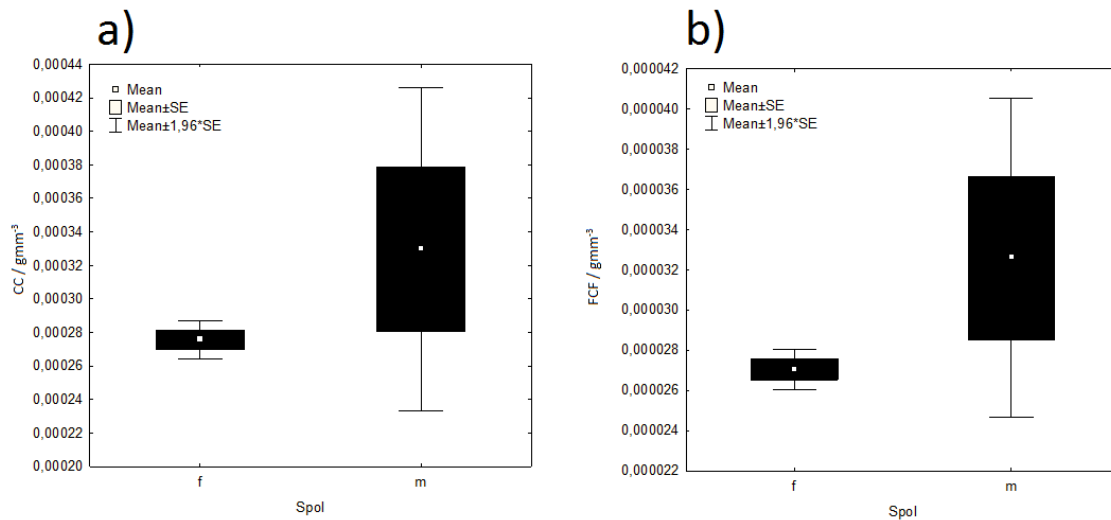 a)
0,00044
0,00042
0,00040
0,00038
0,00036
0,00034
0,00032
0,00030
0,00028
0,00026
0,00024
0,00022
0,00020
CC / gmm⁻³
Mean
Mean±SE
Mean±1,96*SE
f m
Spol
b)
0,000042
0,000040
0,000038
0,000036
0,000034
0,000032
0,000030
0,000028
0,000026
0,000024
0,000022
FCF / gmm⁻³
Mean
Mean±SE
Mean±1,96*SE
f m
Spol